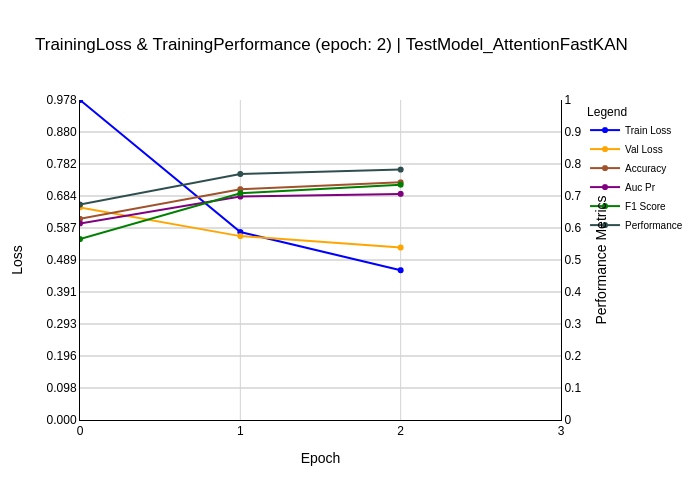 TrainingLoss & TrainingPerformance (epoch: 2) | TestModel_AttentionFastKAN
0.978
0.880
0.782
0.684
0.587
0.489
0.391
0.293
0.196
0.098
0.000
Loss
0
1
2
3
Epoch
1
0.9
0.8
0.7
0.6
0.5
0.4
0.3
0.2
0.1
0
Performance Metrics
Legend
Train Loss
Val Loss
Accuracy
Auc Pr
F1 Score
Performance